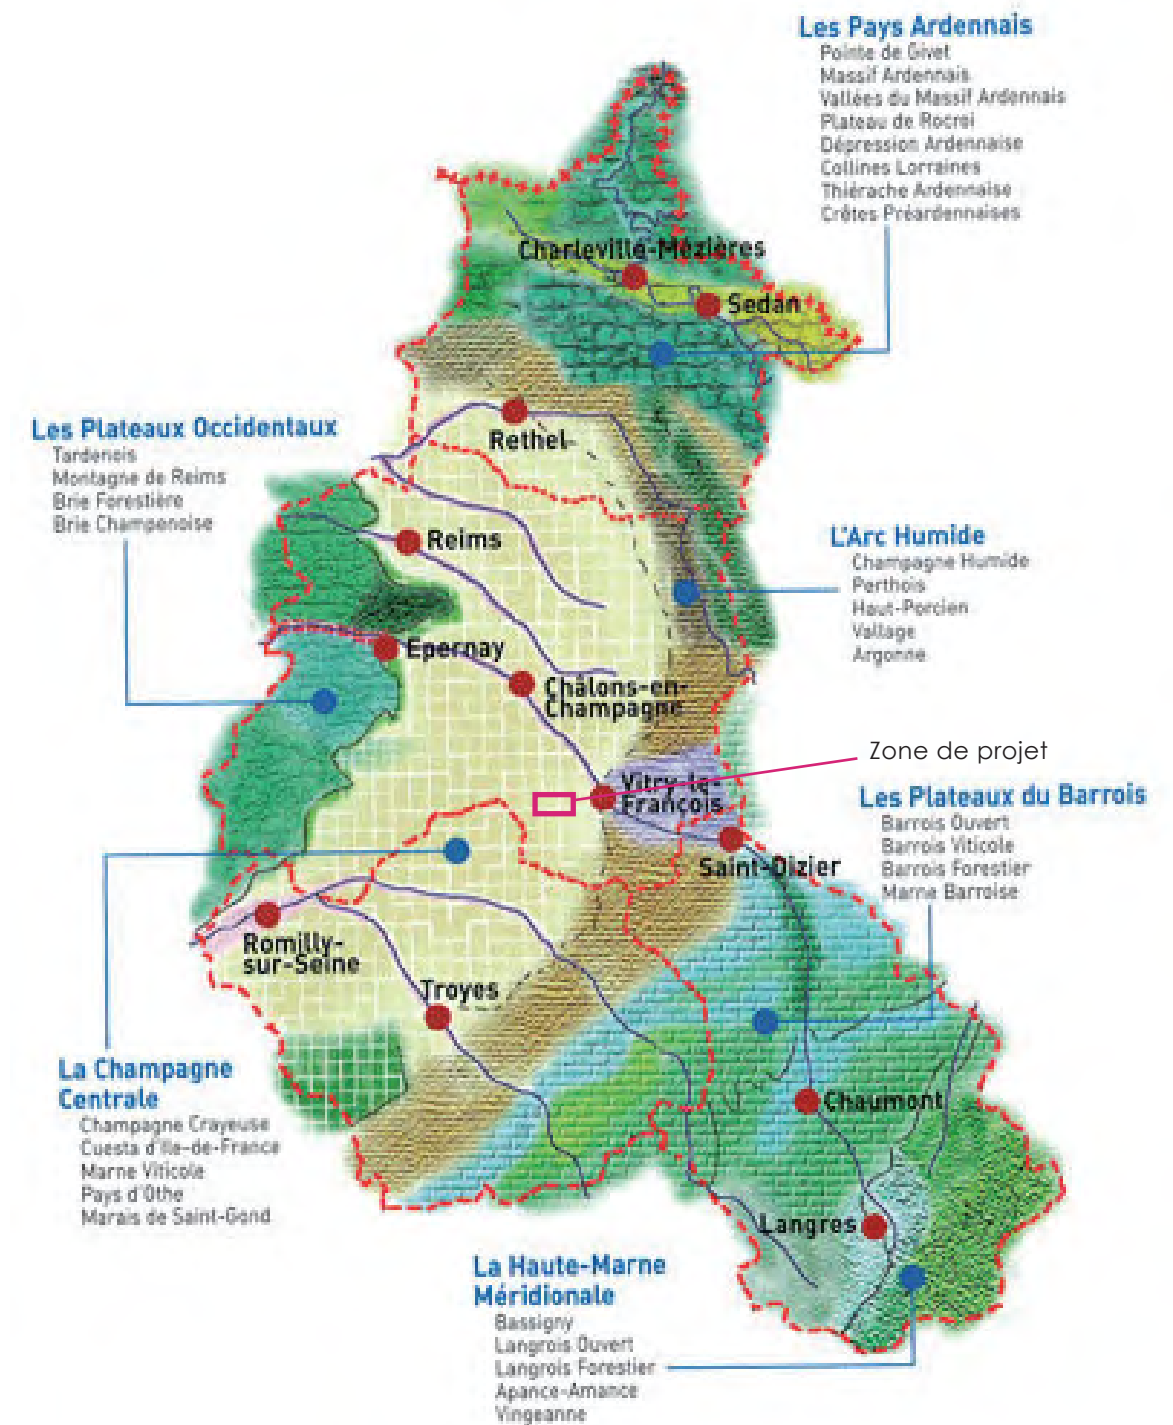 Les Pays Ardennais
Pointe de Givet
Massif Ardennais
Vallées du Massif Ardennais
Plateau de Rocroi
Dépression Ardennaise
Collines Lorraines
Thiérache Ardennaise
Crêtes Préardennaises
Charleville-Mézières
Sedan
Rethel
Les Plateaux Occidentaux
Tardenois
Montagne de Reims
Brie Forestière
Brie Champenoise
Reims
L'Arc Humide
Champagne Humide
Perthois
Haut-Porcien
Vallage
Argonne
Epernay
Châlons-en-
Champagne
Zone de projet
Vitry-le-
François
Les Plateaux du Barrois
Barrois Ouvert
Barrois Viticole
Barrois Forestier
Marne Barroise
Saint-Dizier
Romilly-
sur-Seine
Troyes
La Champagne
Centrale
Champagne Crayeuse
Cuesta d'Ile-de-France
Marne Viticole
Pays d'Othe
Marais de Saint-Gond
Chaumont
Langres
La Haute-Marne
Méridionale
Bassigny
Langrois Ouvert
Langrois Forestier
Apance-Amance
Vingeanne